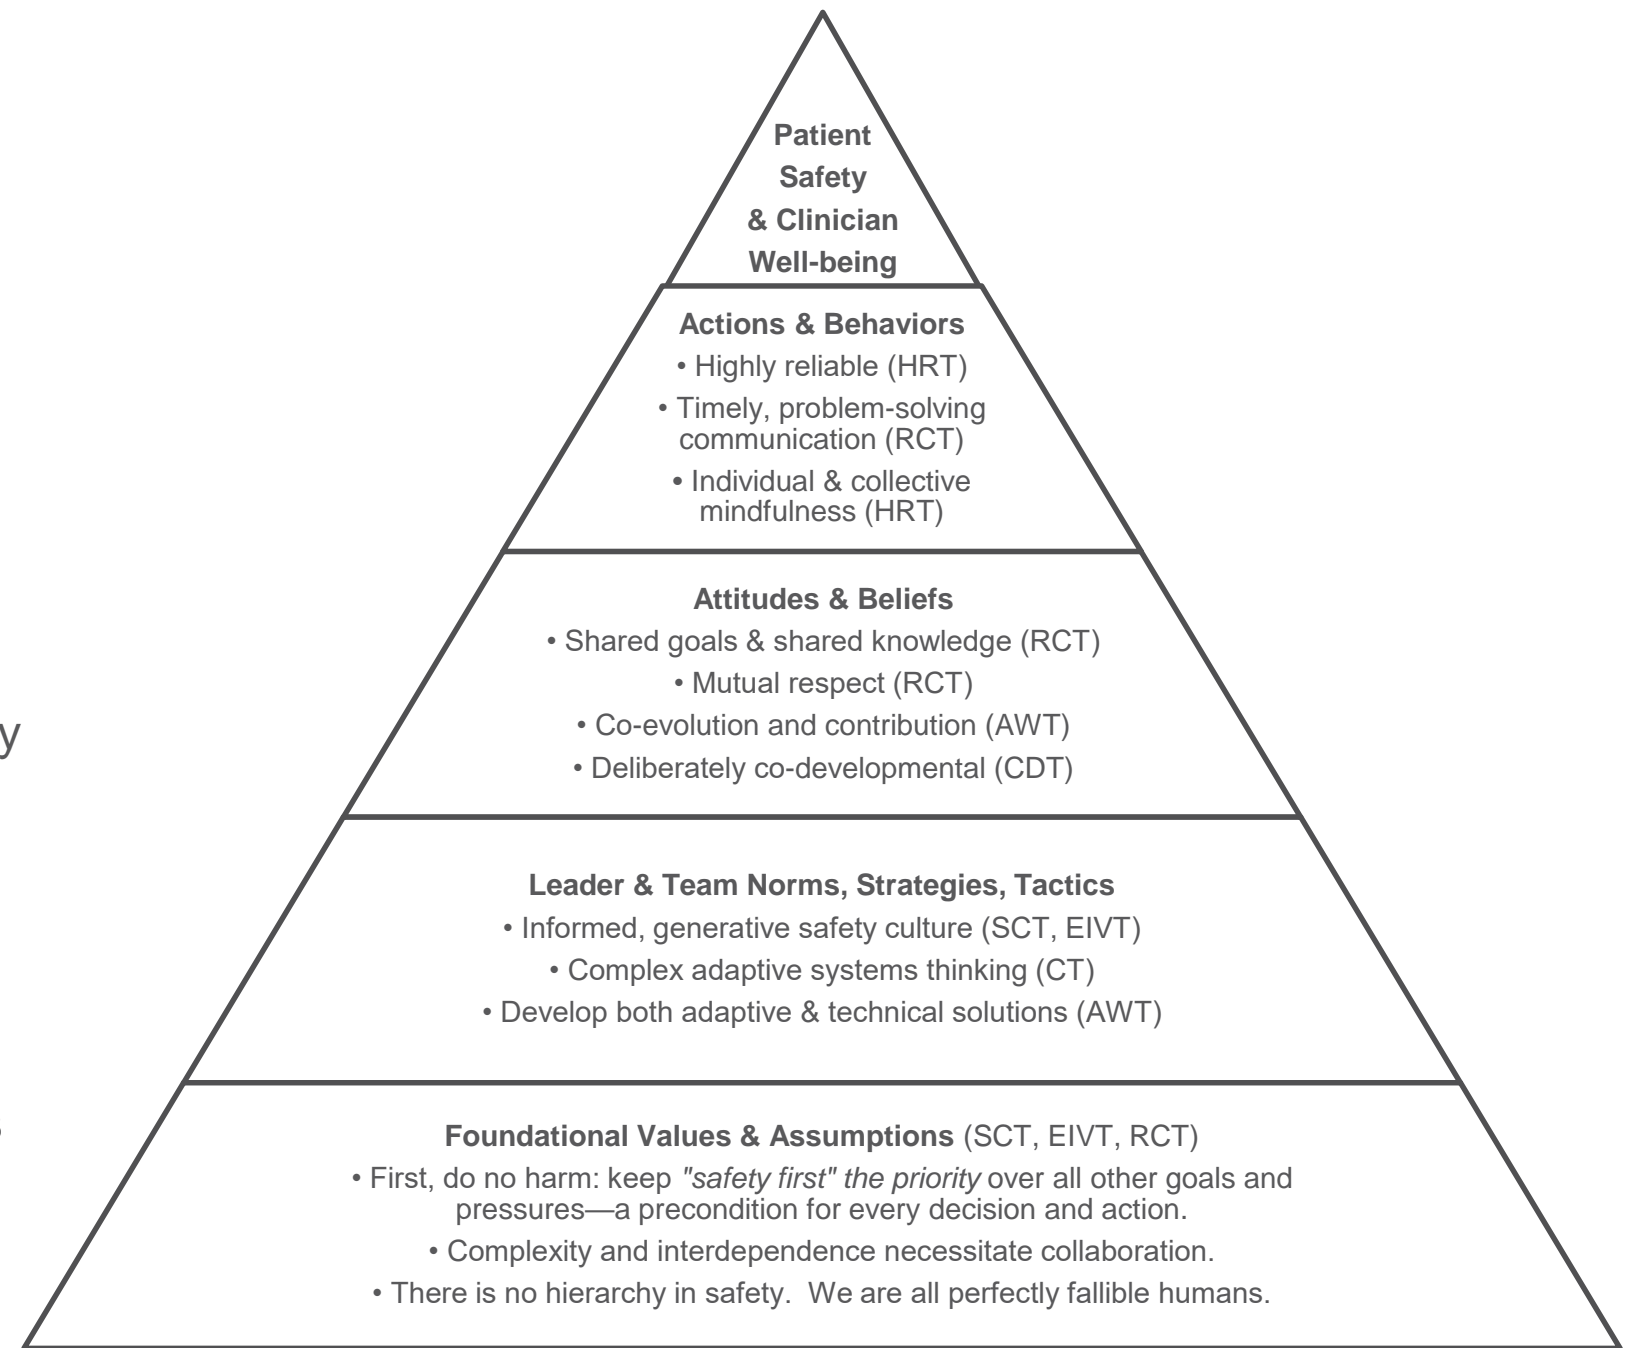 Patient
Safety
& Clinician
Well-being
Actions & Behaviors
• Highly reliable (HRT)
• Timely, problem-solving
communication (RCT)
• Individual & collective
mindfulness (HRT)
Attitudes & Beliefs
• Shared goals & shared knowledge (RCT)
• Mutual respect (RCT)
y
• Co-evolution and contribution (AWT)
• Deliberately co-developmental (CDT)
Leader & Team Norms, Strategies, Tactics
• Informed, generative safety culture (SCT, EIVT)
• Complex adaptive systems thinking (CT)
• Develop both adaptive & technical solutions (AWT)
Foundational Values & Assumptions (SCT, EIVT, RCT)
• First, do no harm: keep "safety first" the priority over all other goals and
pressures—a precondition for every decision and action.
• Complexity and interdependence necessitate collaboration.
• There is no hierarchy in safety.  We are all perfectly fallible humans.